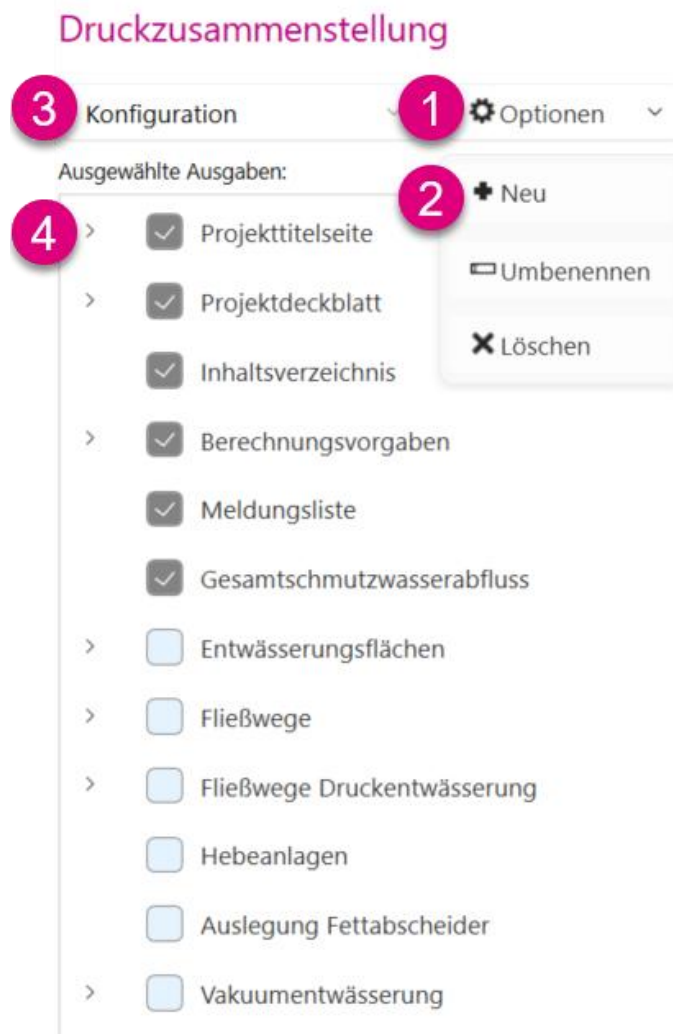 Druckzusammenstellung
3 Konfiguration 1 Optionen
Ausgewählte Ausgaben:
2 Neu
4 Projekttitelseite
Umbenennen
Projektdeckblatt
Löschen
Inhaltsverzeichnis
Berechnungsvorgaben
Meldungsliste
Gesamtschmutzwasserabfluss
Entwässerungsflächen
Fließwege
Fließwege Druckentwässerung
Hebeanlagen
Auslegung Fettabscheider
Vakuumentwässerung